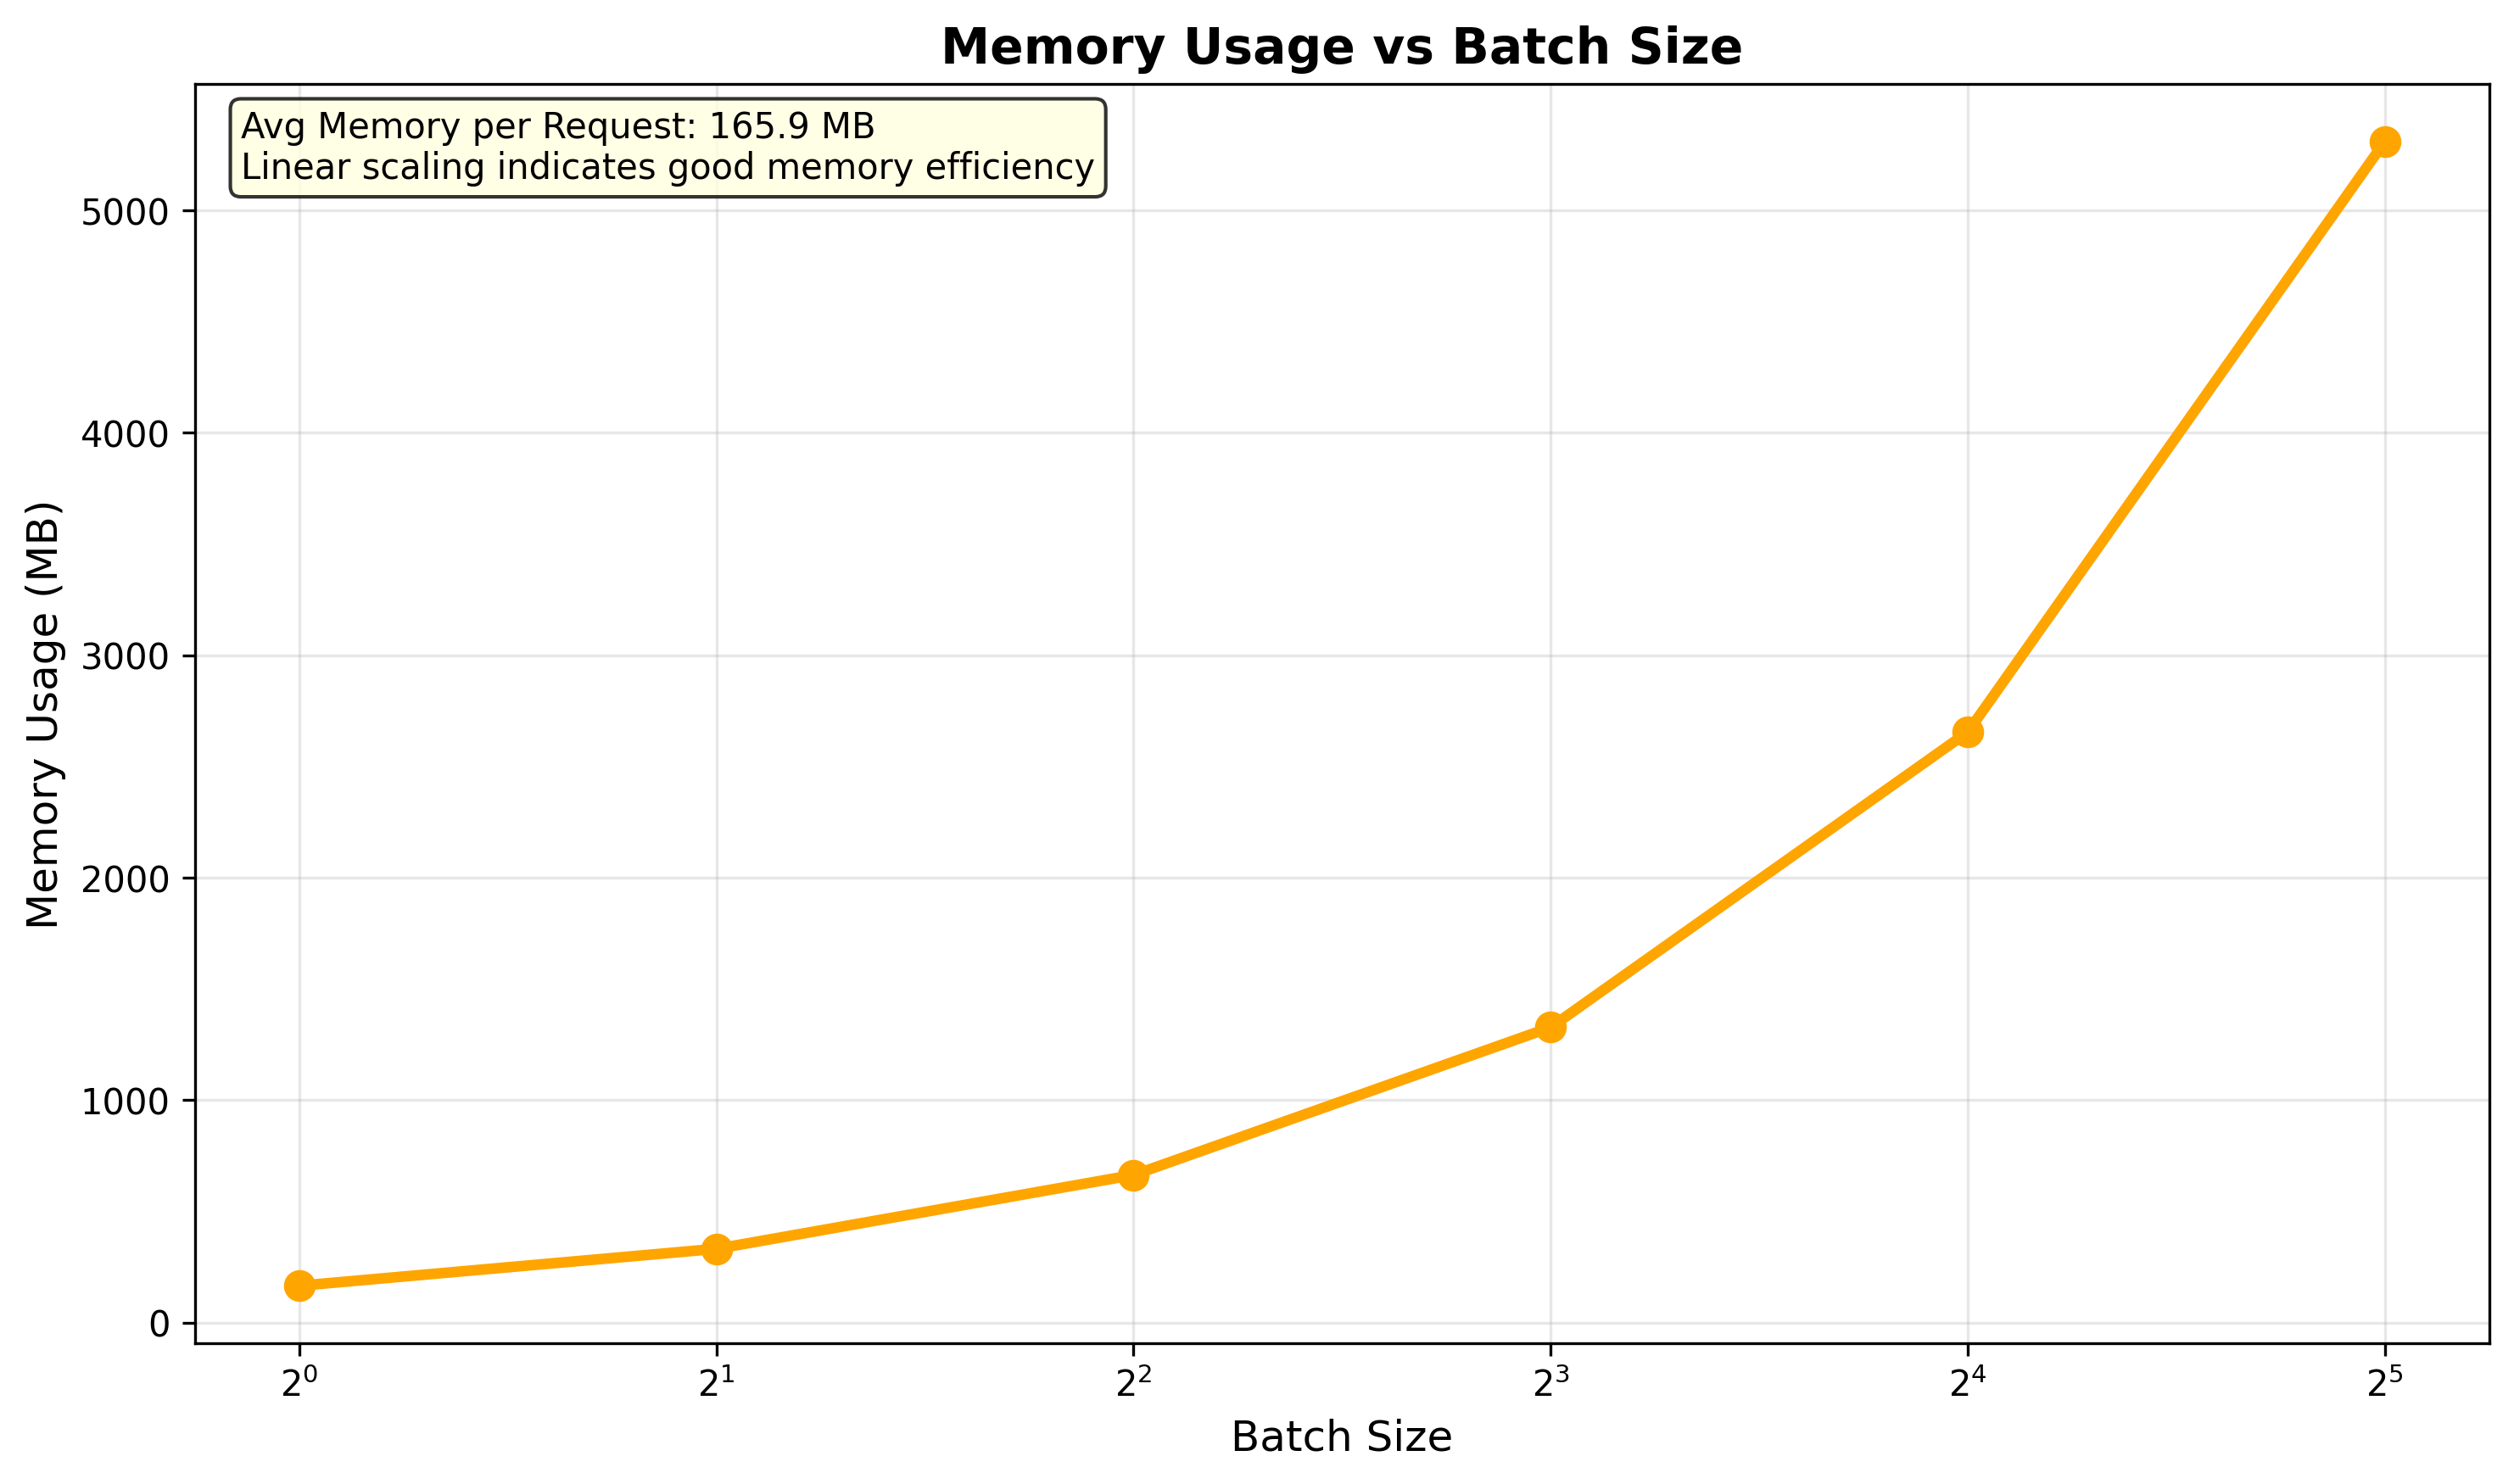 Memory Usage vs Batch Size
Avg Memory per Request: 165.9 MB
Linear scaling indicates good memory efficiency
Memory Usage (MB)
5000
4000
3000
2000
1000
0
2⁰ 2¹ 2² 2³ 2⁴ 2⁵
Batch Size